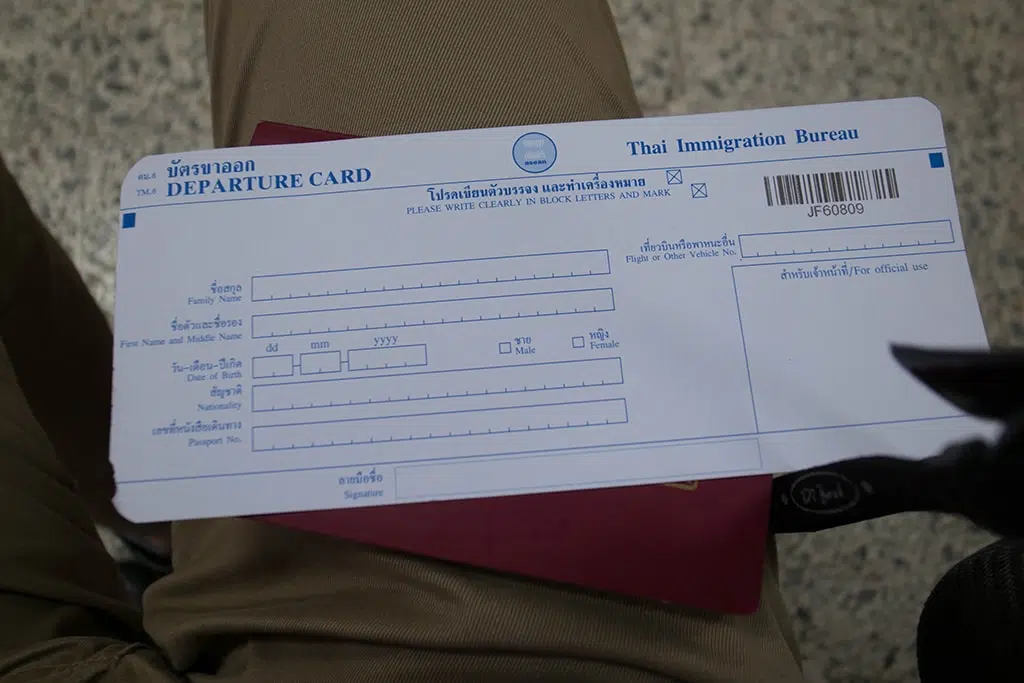 ตม.6 บัตรขาออก
TM.6 DEPARTURE CARD
asean
Thai Immigration Bureau
โปรดเขียนตัวบรรจง และทำเครื่องหมาย
PLEASE WRITE CLEARLY IN BLOCK LETTERS AND MARK
JF60809
เที่ยวบินหรือพาหนะอื่น
Flight or Other Vehicle No.
สำหรับเจ้าหน้าที่/For official use
ชื่อสกุล
Family Name
ชื่อตัวและชื่อรอง
First Name and Middle Name
dd mm yyyy
วัน-เดือน-ปีเกิด
Date of Birth
ชาย
Male
หญิง
Female
สัญชาติ
Nationality
เลขที่หนังสือเดินทาง
Passport No.
ลายมือชื่อ
Signature